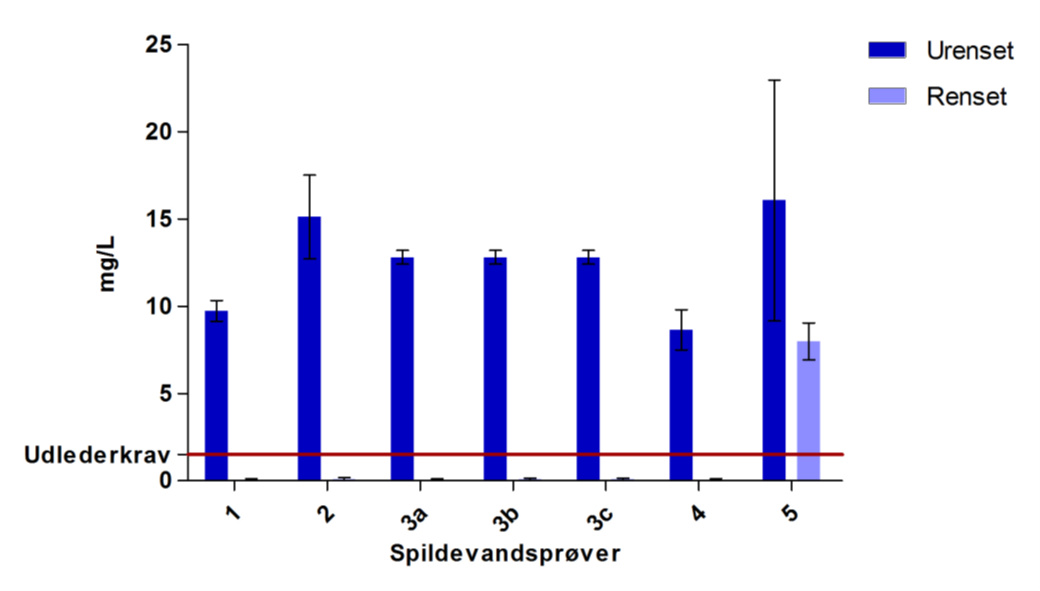 25
20
15
10
5
0
mg/L
Udlederkrav
1
2
3a
3b
3c
4
5
Spildevandsprøver
Urenset
Renset